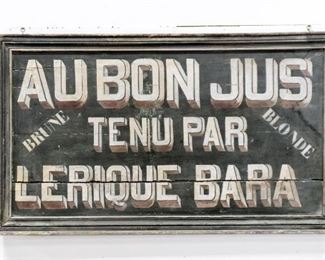 AU BON JUS
BRUNE
TENU PAR
BLONDE
LERIQUE BARA